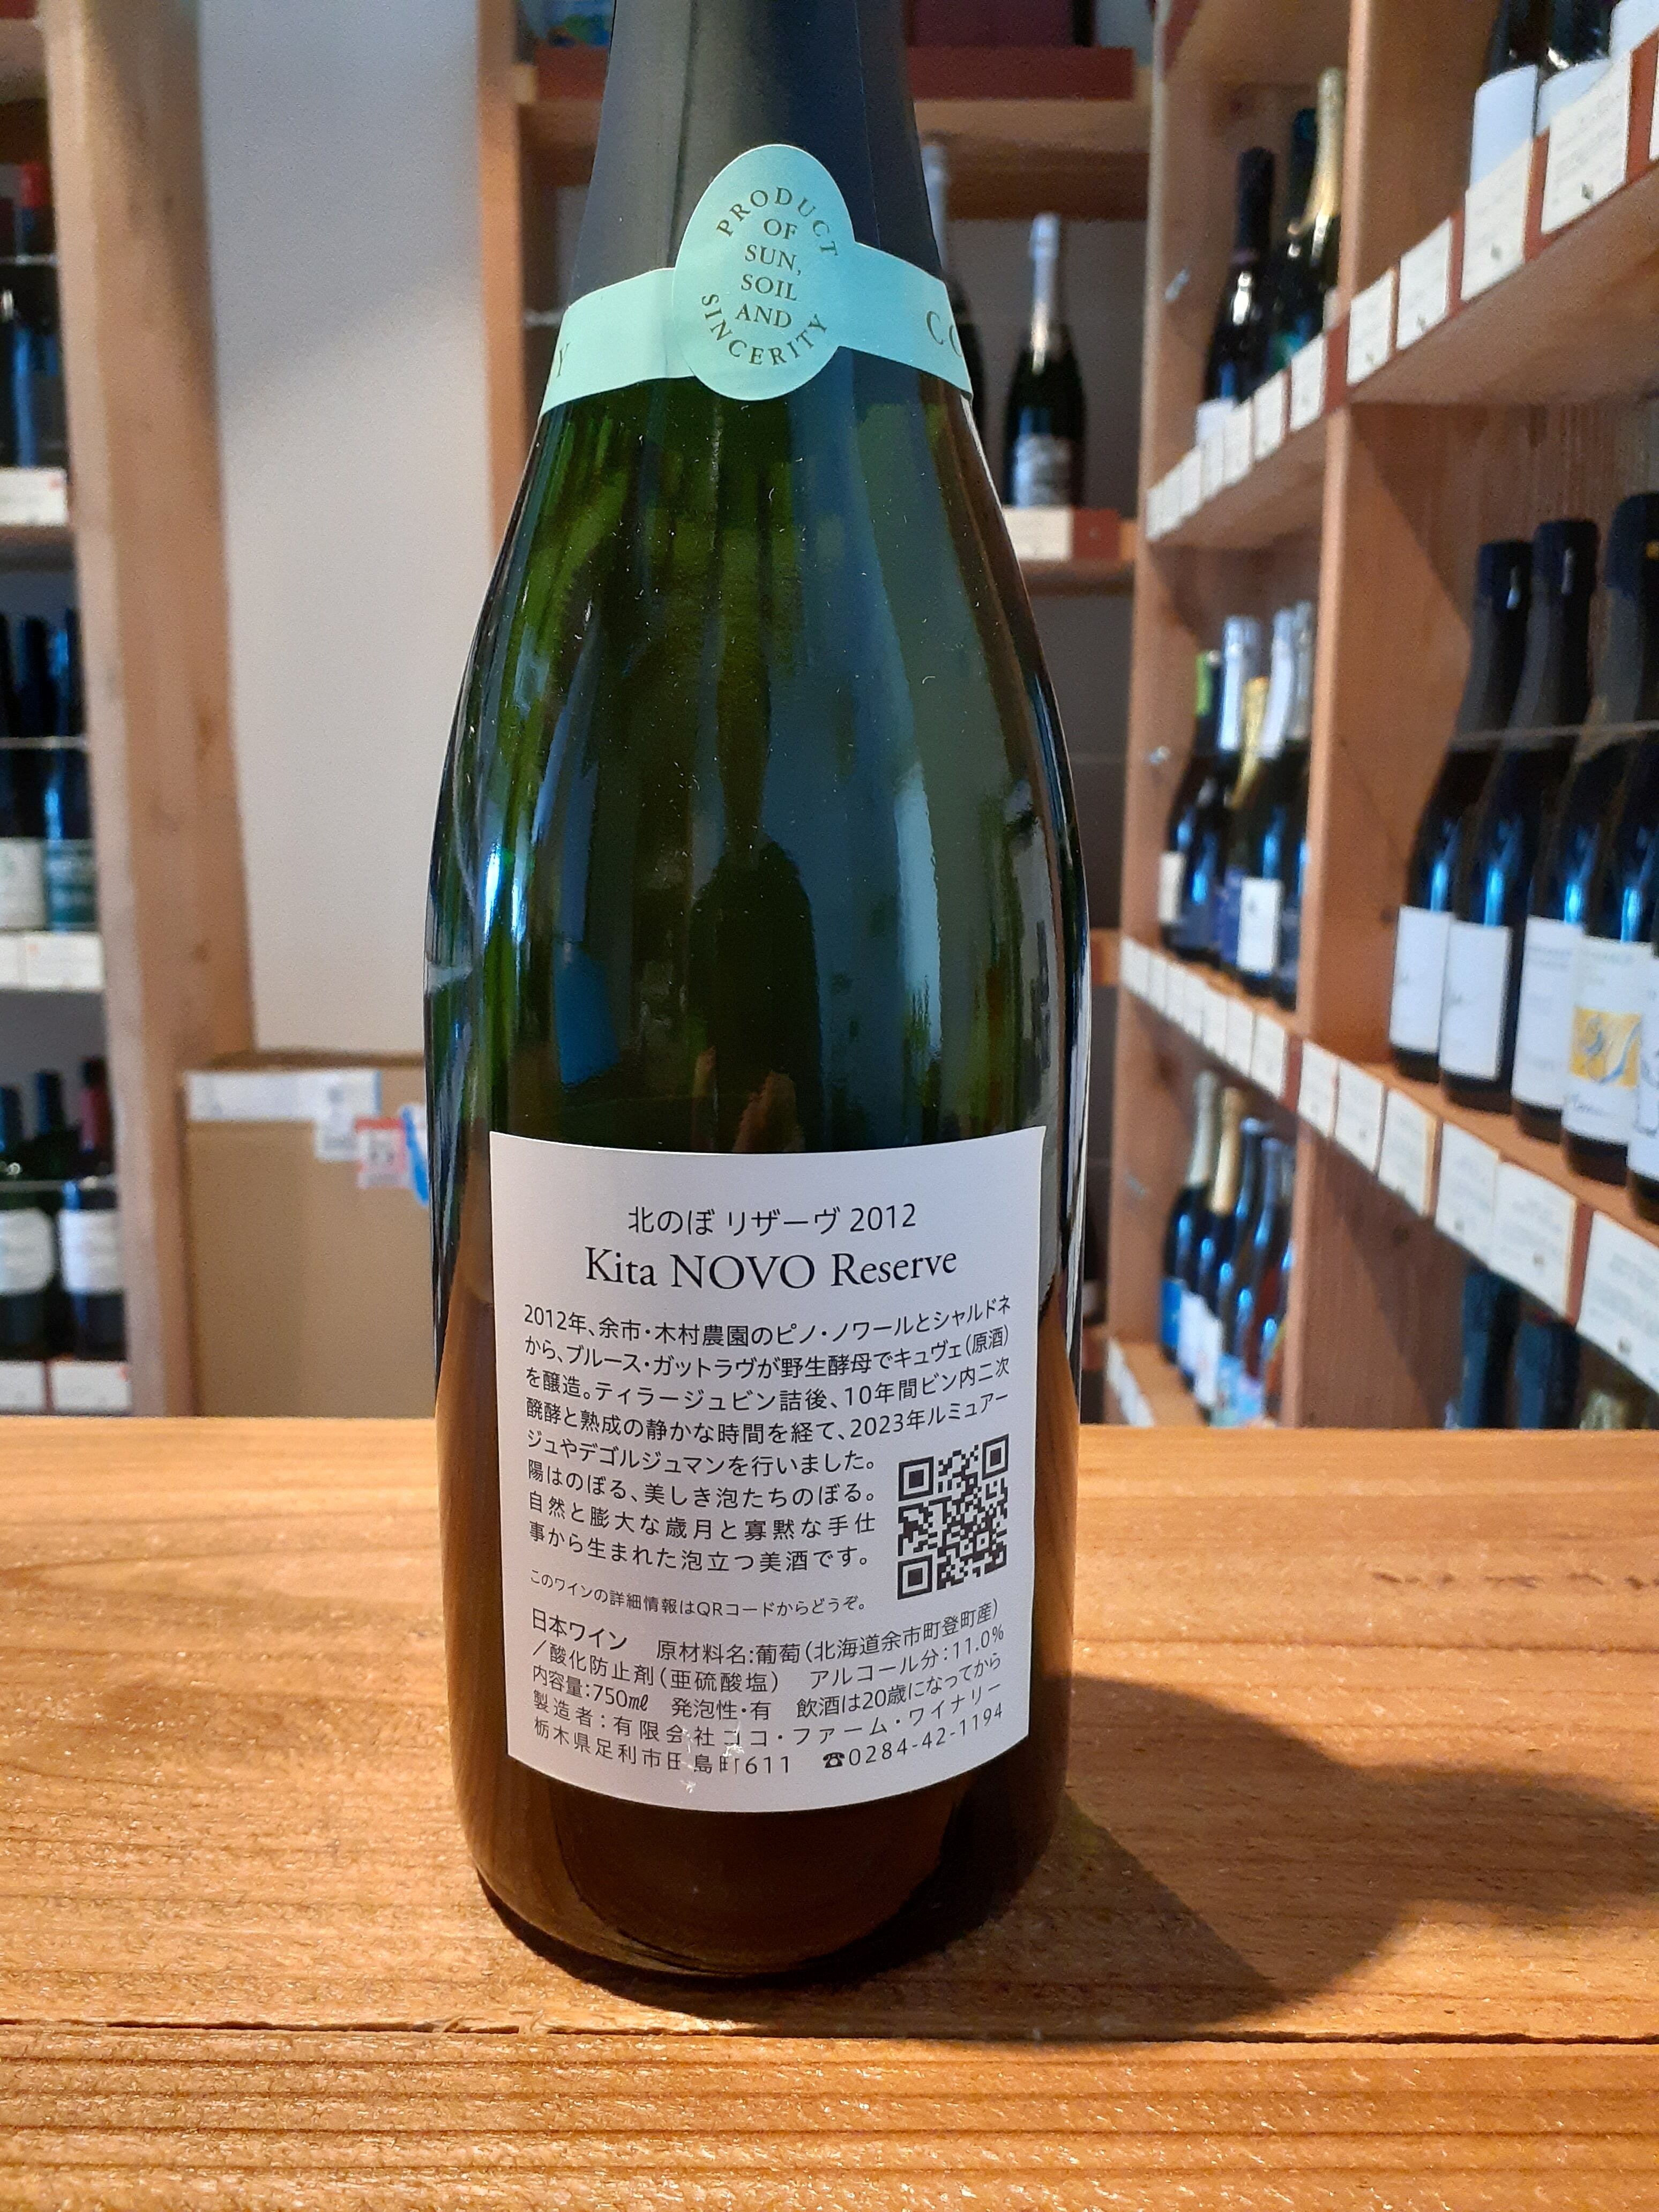 PRODUCT
OF
SUN,
SOIL
AND
SINCERITY
北のぼ リザーヴ 2012
Kita NOVO Reserve
2012年、余市・木村農園のピノ・ノワールとシャルドネ
から、ブルース・ガットラヴが野生酵母でキュヴェ(原酒)
を醸造。ティラージュビン詰後、10年間ビン内二次
醗酵と熟成の静かな時間を経て、2023年ルミュアー
ジュやデゴルジュマンを行いました。
陽はのぼる、美しき泡たちのぼる。
自然と膨大な歳月と寡黙な手仕
事から生まれた泡立つ美酒です。
このワインの詳細情報はQRコードからどうぞ。
日本ワイン 原材料名:葡萄(北海道余市町登町産)
/酸化防止剤(亜硫酸塩) アルコール分:11.0%
内容量:750㎖ 発泡性・有 飲酒は20歳になってから
製造者:有限会社ココ・ファーム・ワイナリー
栃木県足利市田島町611 ☎0284-42-1194